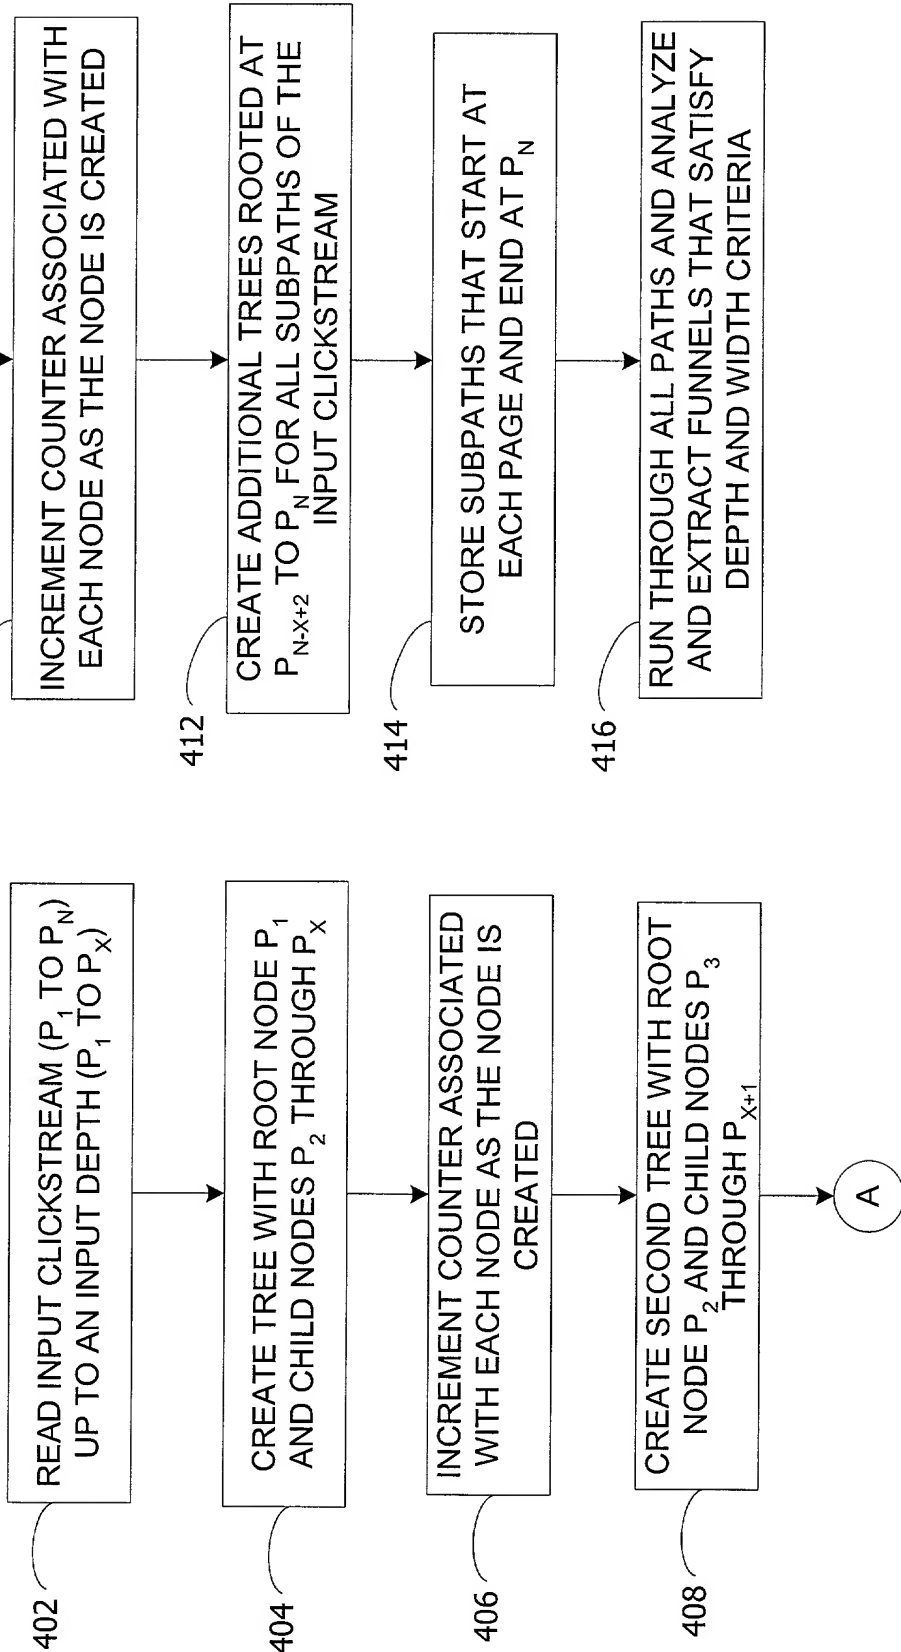 402
READ INPUT CLICKSTREAM (P1 TO PN)
UP TO AN INPUT DEPTH (P1 TO PX)
404
CREATE TREE WITH ROOT NODE P1
AND CHILD NODES P2 THROUGH PX
406
INCREMENT COUNTER ASSOCIATED
WITH EACH NODE AS THE NODE IS
CREATED
408
CREATE SECOND TREE WITH ROOT
NODE P2 AND CHILD NODES P3
THROUGH PX+1
A
INCREMENT COUNTER ASSOCIATED WITH
EACH NODE AS THE NODE IS CREATED
412
CREATE ADDITIONAL TREES ROOTED AT
PN-X+2 TO PN FOR ALL SUBPATHS OF THE
INPUT CLICKSTREAM
414
STORE SUBPATHS THAT START AT
EACH PAGE AND END AT PN
416
RUN THROUGH ALL PATHS AND ANALYZE
AND EXTRACT FUNNELS THAT SATISFY
DEPTH AND WIDTH CRITERIA